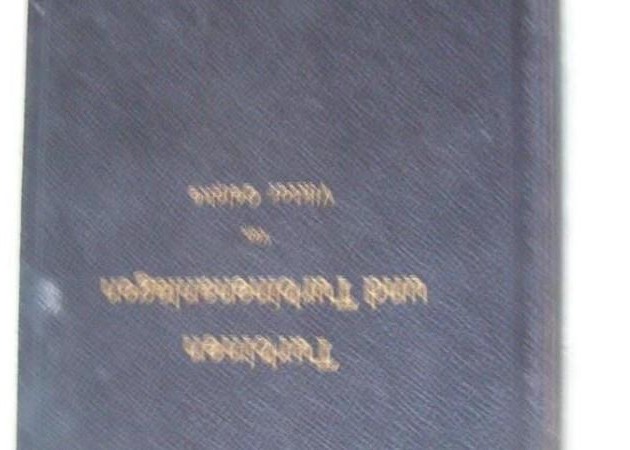 Turbinen
und Turbinenanlagen
von
Viktor Gelpke